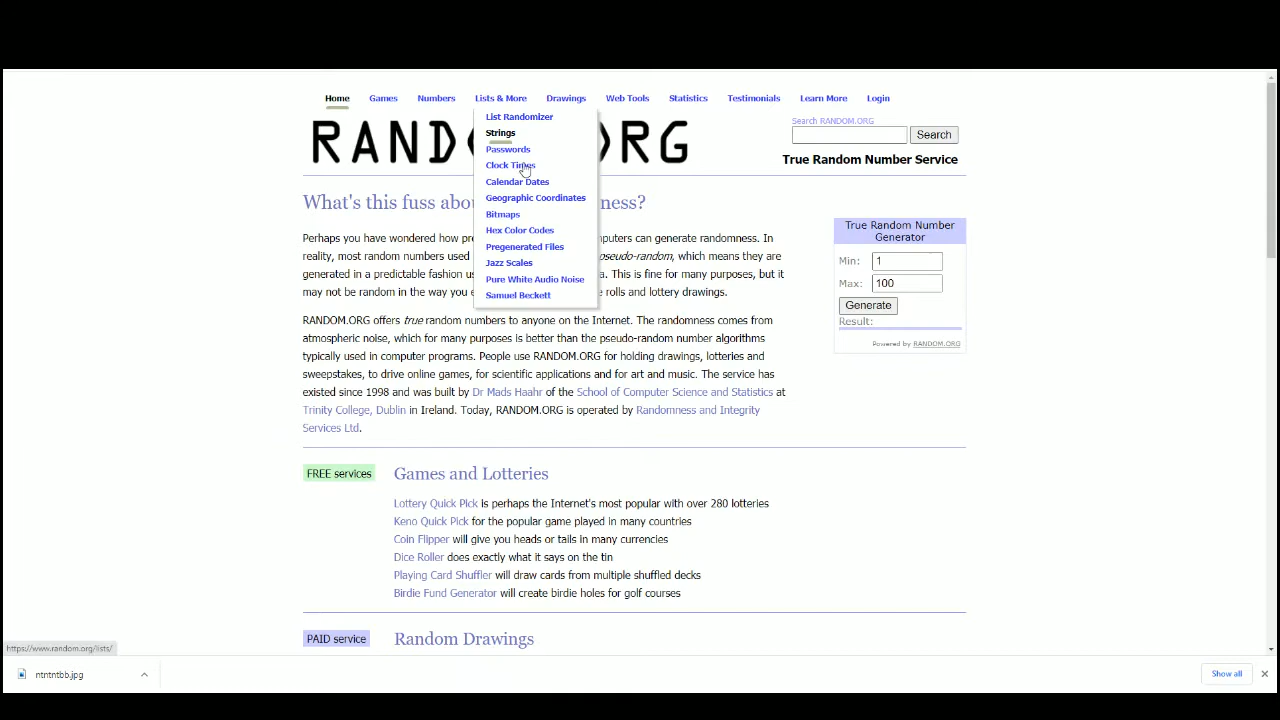 Home Games Numbers Lists & More Drawings Web Tools Statistics Testimonials Learn More Login
List Randomizer
Strings
Passwords
Clock Times
Calendar Dates
Geographic Coordinates
Bitmaps
Hex Color Codes
Pregenerated Files
Jazz Scales
Pure White Audio Noise
Samuel Beckett
Search RANDOM.ORG
Search
True Random Number Service
What's this fuss
Perhaps you have wondered how
computers can generate randomness. In
reality, most random numbers used
pseudo-random, which means they are
generated in a predictable fashion
This is fine for many purposes, but it
may not be random in the way you
rolls and lottery drawings.
RANDOM.ORG offers true random numbers to anyone on the Internet. The randomness comes from
atmospheric noise, which for many purposes is better than the pseudo-random number algorithms
typically used in computer programs. People use RANDOM.ORG for holding drawings, lotteries and
sweepstakes, to drive online games, for scientific applications and for art and music. The service has
existed since 1998 and was built by Dr Mads Haahr of the School of Computer Science and Statistics at
Trinity College, Dublin in Ireland. Today, RANDOM.ORG is operated by Randomness and Integrity
Services Ltd.
True Random Number
Generator
Min: 1
Max: 100
Generate
Result:
Powered by RANDOM.ORG
FREE services
Games and Lotteries
Lottery Quick Pick is perhaps the Internet's most popular with over 280 lotteries
Keno Quick Pick for the popular game played in many countries
Coin Flipper will give you heads or tails in many currencies
Dice Roller does exactly what it says on the tin
Playing Card Shuffler will draw cards from multiple shuffled decks
Birdie Fund Generator will create birdie holes for golf courses
PAID service
Random Drawings
https://www.random.org/lists/
ntntntbb.jpg
Show all